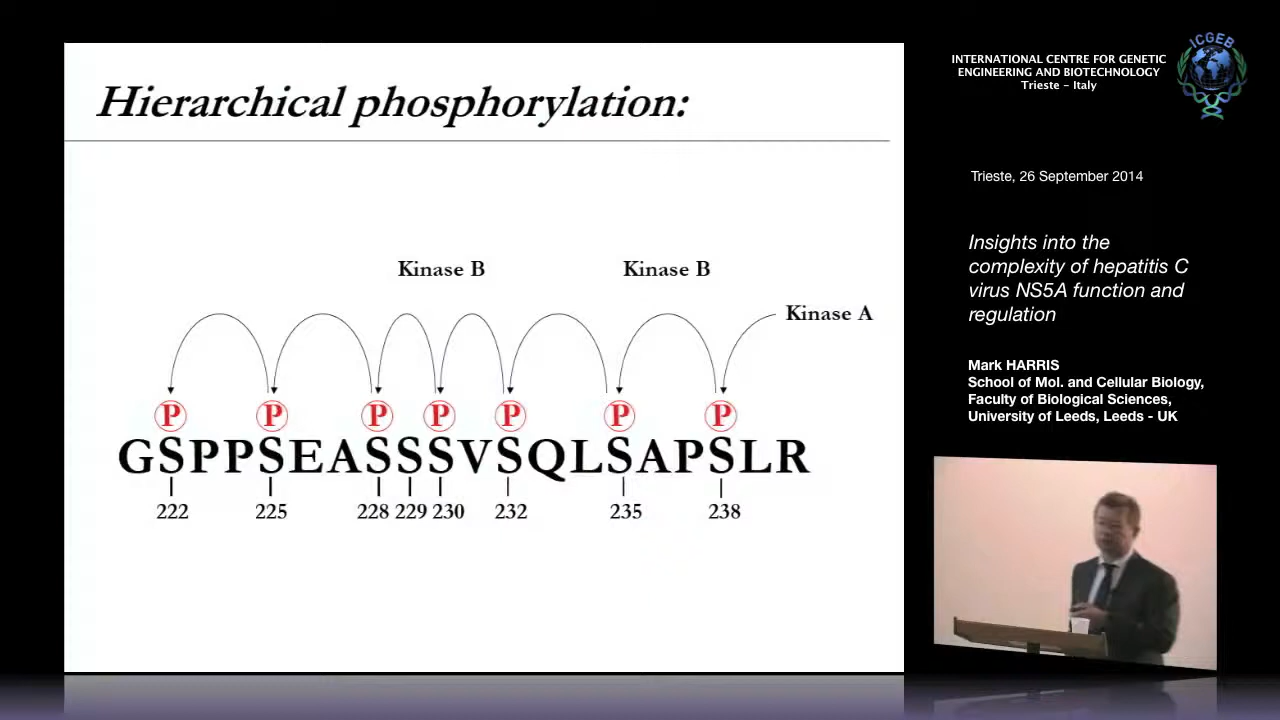 Hierarchical phosphorylation:
Kinase B
Kinase B
Kinase A
P P P P P P P
GSPPSEASSSVSQLSAPSLR
222 225 228 229 230 232 235 238
ICGEB
INTERNATIONAL CENTRE FOR GENETIC
ENGINEERING AND BIOTECHNOLOGY
Trieste - Italy
Trieste, 26 September 2014
Insights into the
complexity of hepatitis C
virus NS5A function and
regulation
Mark HARRIS
School of Mol. and Cellular Biology,
Faculty of Biological Sciences,
University of Leeds, Leeds - UK